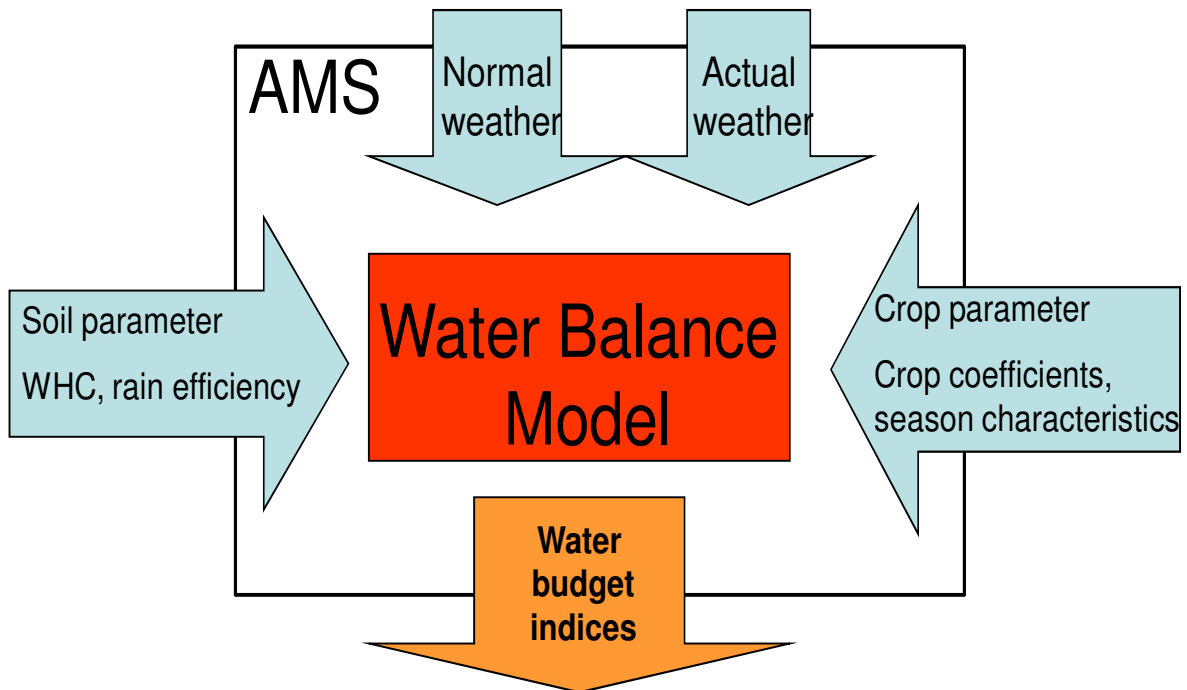 AMS
Normal
weather
Actual
weather
Soil parameter
WHC, rain efficiency
Water Balance
Model
Crop parameter
Crop coefficients,
season characteristics
Water
budget
indices